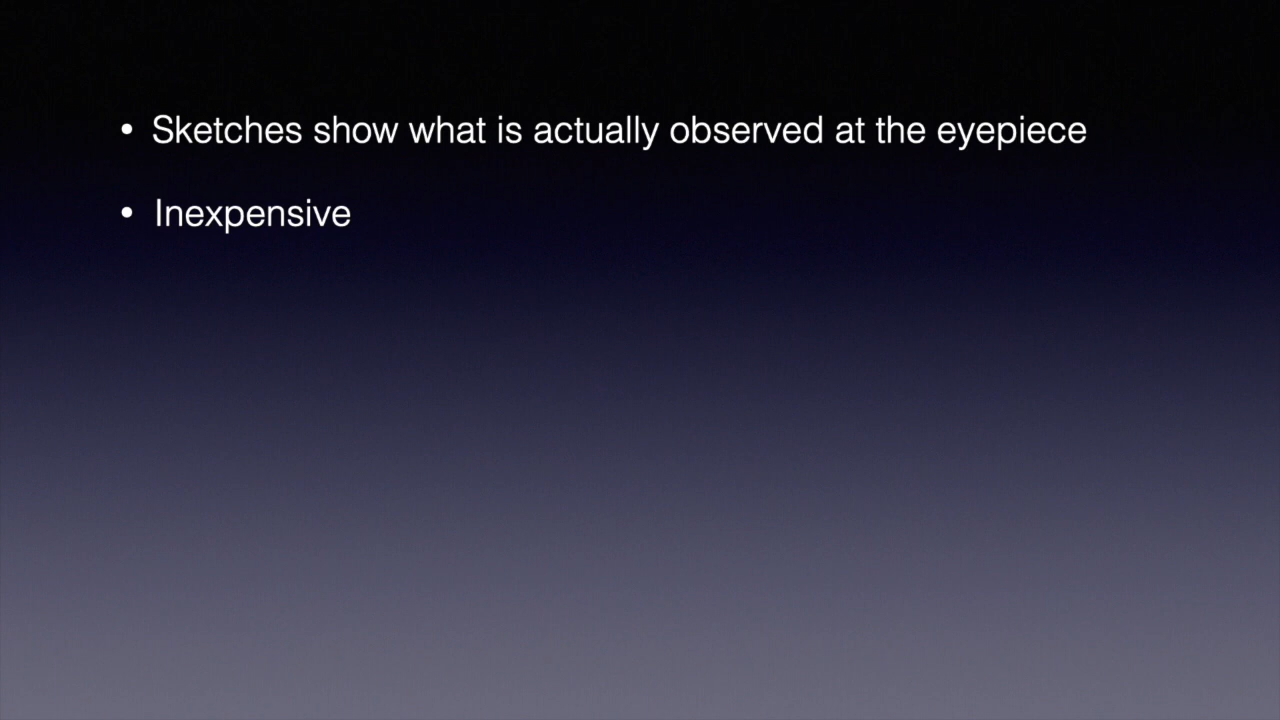 • Sketches show what is actually observed at the eyepiece
• Inexpensive